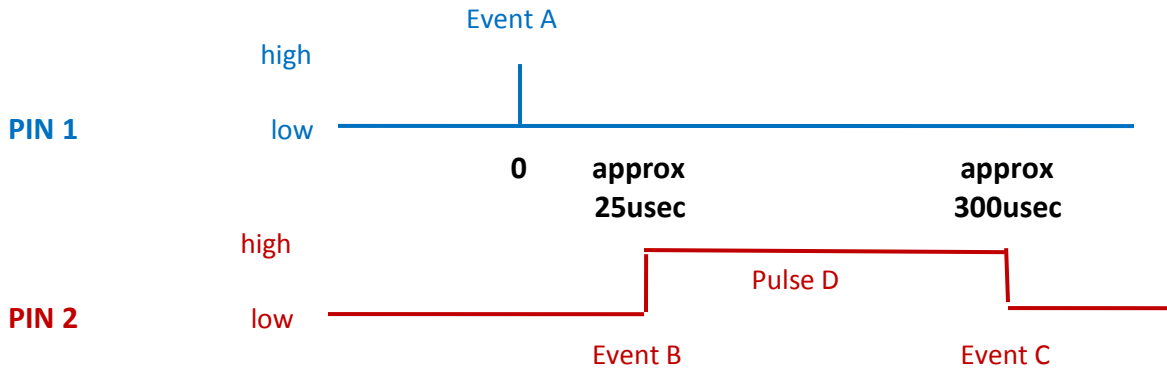 Event A
high
PIN 1 low
0 approx approx
25usec 300usec
high
Pulse D
PIN 2 low
Event B Event C